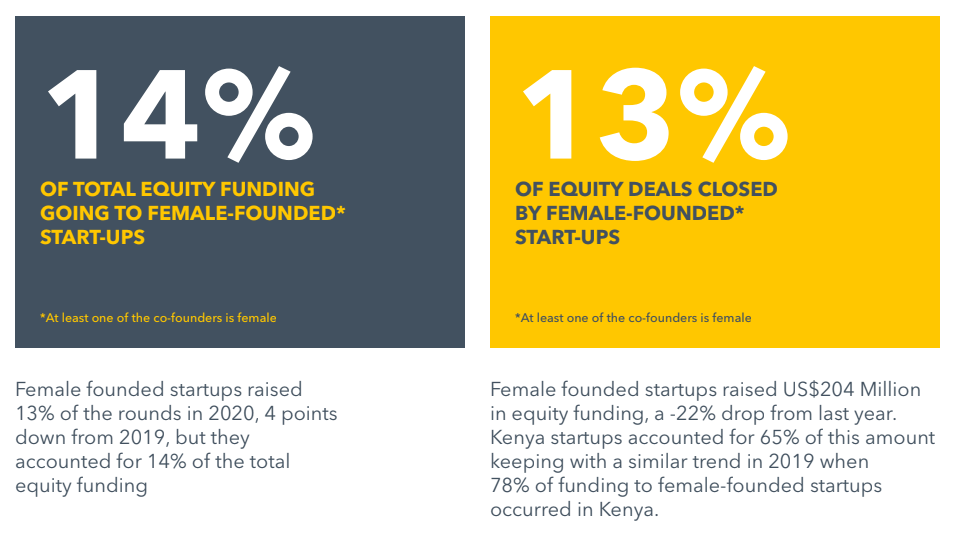 14%
OF TOTAL EQUITY FUNDING
GOING TO FEMALE-FOUNDED*
START-UPS
*At least one of the co-founders is female
Female founded startups raised
13% of the rounds in 2020, 4 points
down from 2019, but they
accounted for 14% of the total
equity funding
13%
OF EQUITY DEALS CLOSED
BY FEMALE-FOUNDED*
START-UPS
*At least one of the co-founders is female
Female founded startups raised US$204 Million
in equity funding, a -22% drop from last year.
Kenya startups accounted for 65% of this amount
keeping with a similar trend in 2019 when
78% of funding to female-founded startups
occurred in Kenya.